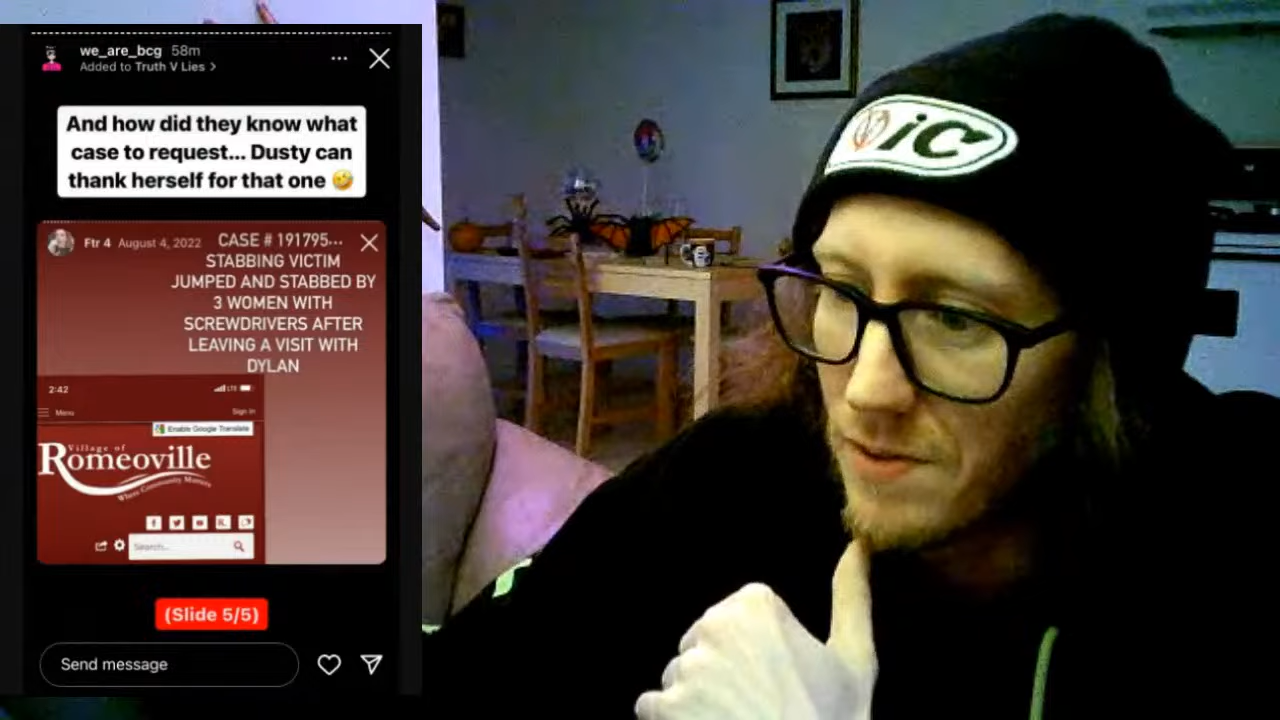 we_are_bcg 58m
Added to Truth V Lies >
And how did they know what
case to request... Dusty can
thank herself for that one 🤣
Ftr 4 August 4, 2022
CASE # 191795...
STABBING VICTIM
JUMPED AND STABBED BY
3 WOMEN WITH
SCREWDRIVERS AFTER
LEAVING A VISIT WITH
DYLAN
2:42
LTE
Menu
Sign In
Enable Google Translate
Village of
Romeoville
Where Community Matters
Search...
(Slide 5/5)
Send message
ViC